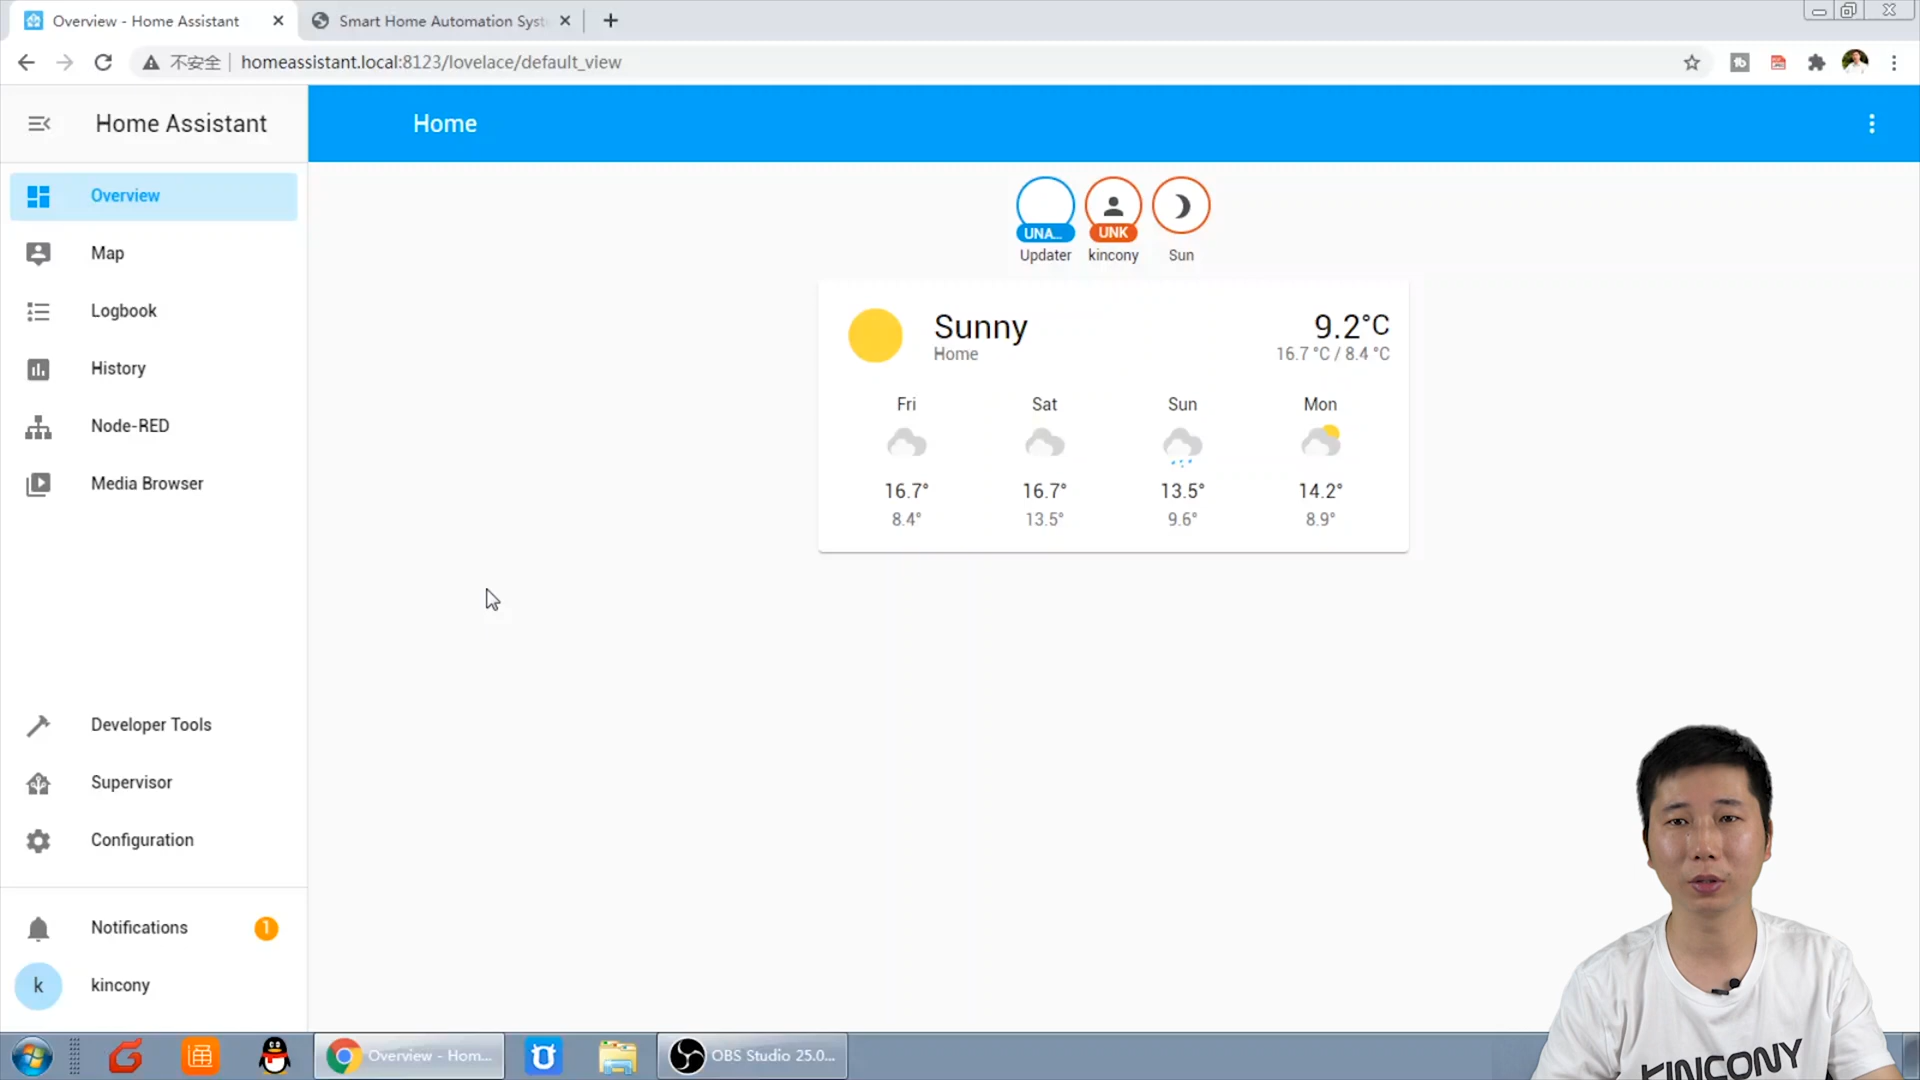 Overview - Home Assistant
Smart Home Automation Syst
不安全
homeassistant.local:8123/lovelace/default_view
Home Assistant
Home
Overview
Map
Logbook
History
Node-RED
Media Browser
Developer Tools
Supervisor
Configuration
Notifications
1
k
kincony
UNA...
UNK
Updater
kincony
Sun
Sunny
Home
9.2°C
16.7 °C / 8.4 °C
Fri
Sat
Sun
Mon
16.7°
16.7°
13.5°
14.2°
8.4°
13.5°
9.6°
8.9°
KINCONY
Overview - Hom...
OBS Studio 25.0...